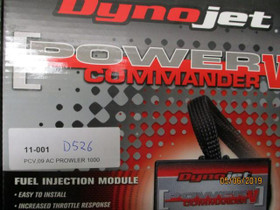 Dynojet
POWER V
COMMANDER
11-001 D526
PCV,09 AC PROWLER 1000
FUEL INJECTION MODULE
• EASY TO INSTALL
• INCREASED THROTTLE RESPONSE
Dynojet
POWER
05/06/2019